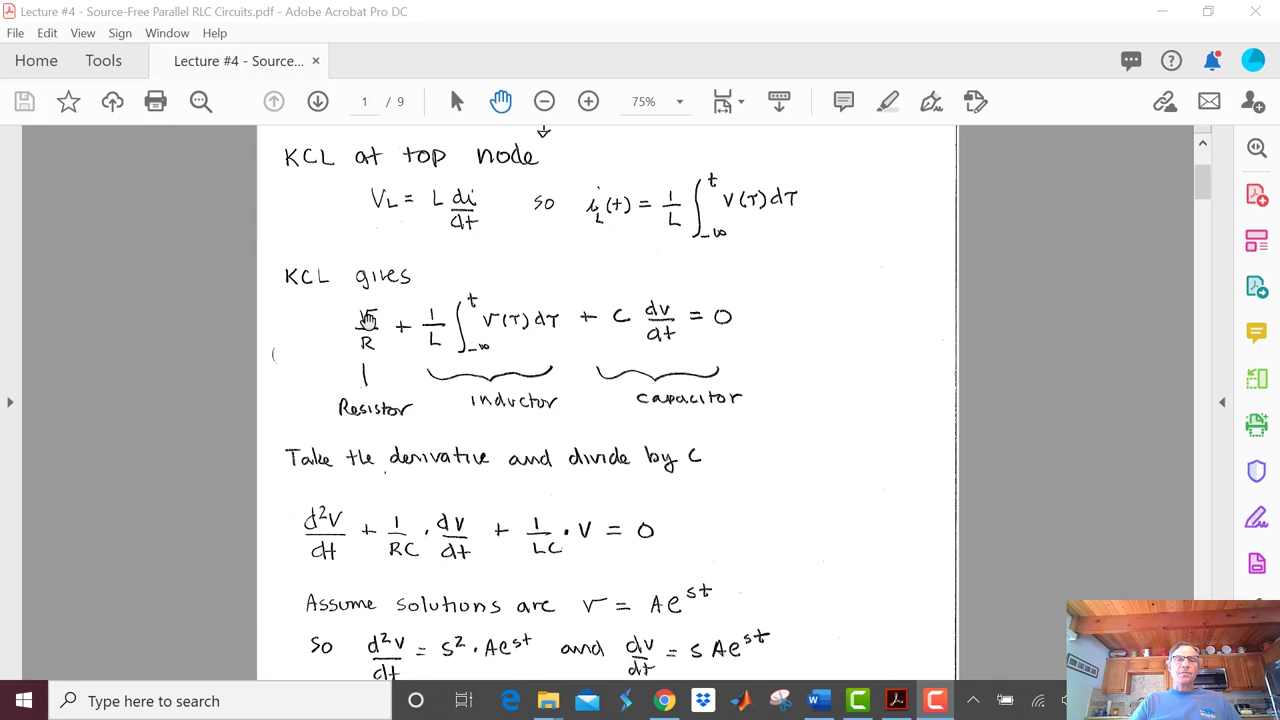 Lecture #4 - Source-Free Parallel RLC Circuits.pdf - Adobe Acrobat Pro DC
File Edit View Sign Window Help
Home Tools Lecture #4 - Source... ×
1 / 9 75%
KCL at top node
V_L = L di/dt so i_L(t) = 1/L ∫_{-∞}^{t} v(τ)dτ
KCL gives
v/R + 1/L ∫_{-∞}^{t} v(τ)dτ + C dv/dt = 0
Resistor inductor capacitor
Take the derivative and divide by C
d²v/dt + 1/RC · dv/dt + 1/LC · V = 0
Assume solutions are v = Ae^{st}
So d²v/dt = s² · Ae^{st} and dv/dt = s Ae^{st}
Type here to search